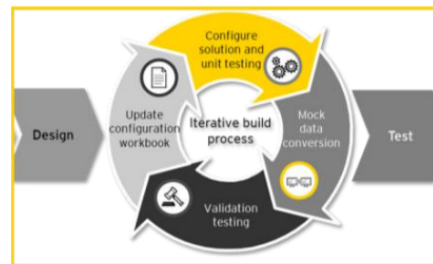 Design
Configure
solution and
unit testing
Update
configuration
workbook
Iterative build
process
Mock
data
conversion
Validation
testing
Test